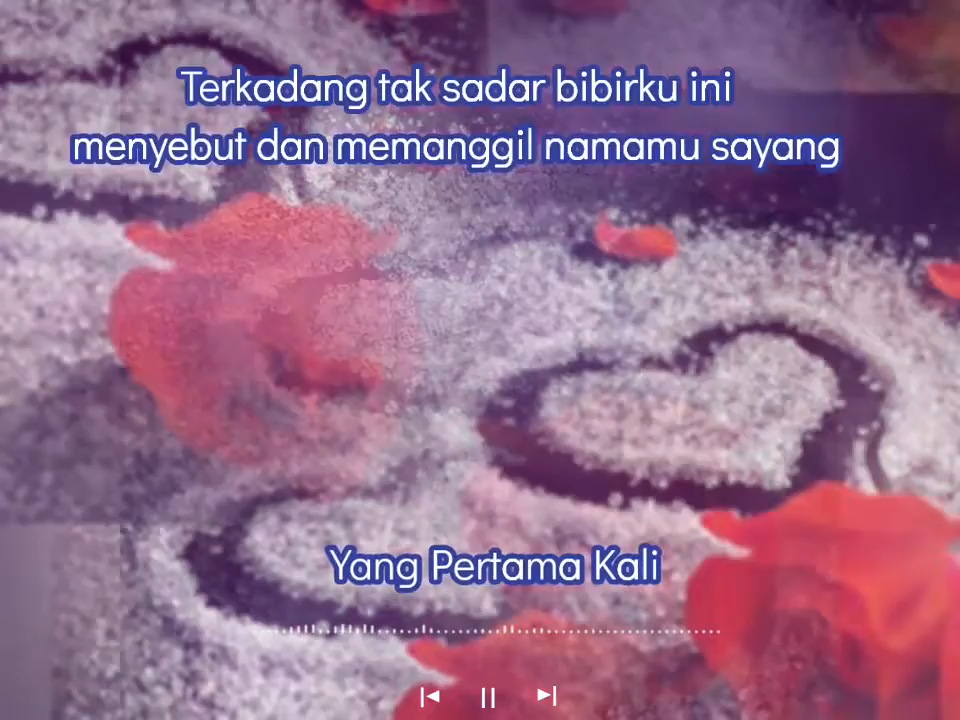 Terkadang tak sadar bibirku ini
menyebut dan memanggil namamu sayang
Yang Pertama Kali